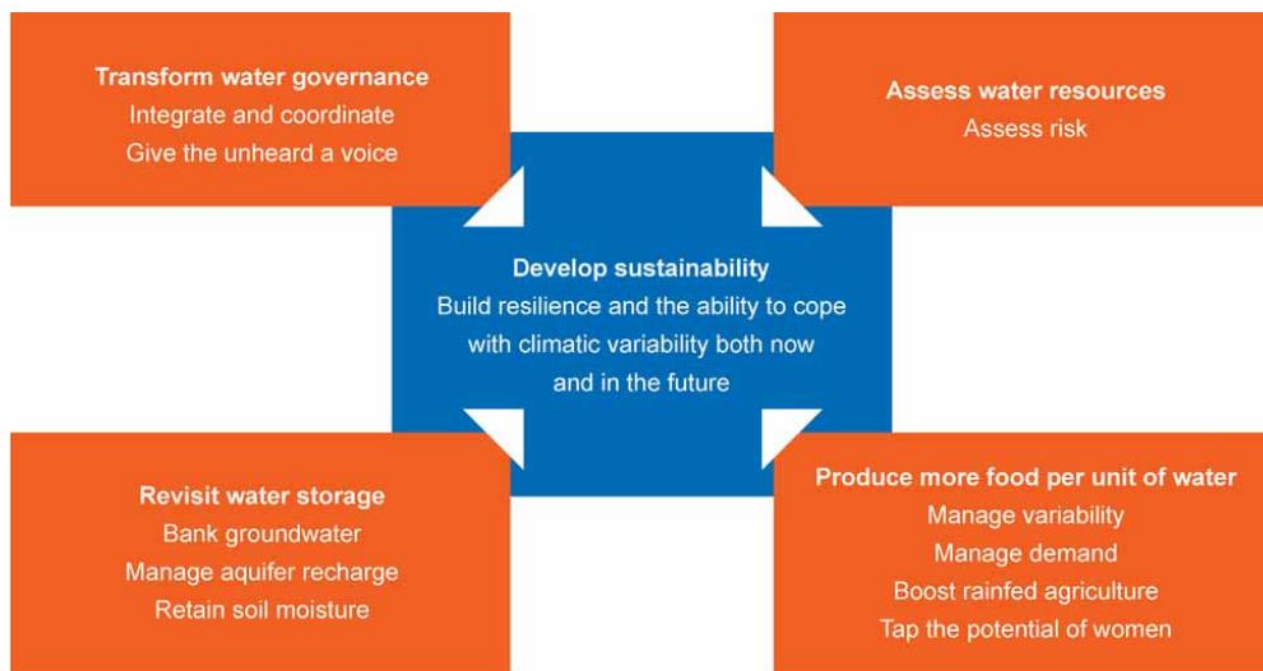 Transform water governance
Integrate and coordinate
Give the unheard a voice
Assess water resources
Assess risk
Develop sustainability
Build resilience and the ability to cope
with climatic variability both now
and in the future
Revisit water storage
Bank groundwater
Manage aquifer recharge
Retain soil moisture
Produce more food per unit of water
Manage variability
Manage demand
Boost rainfed agriculture
Tap the potential of women